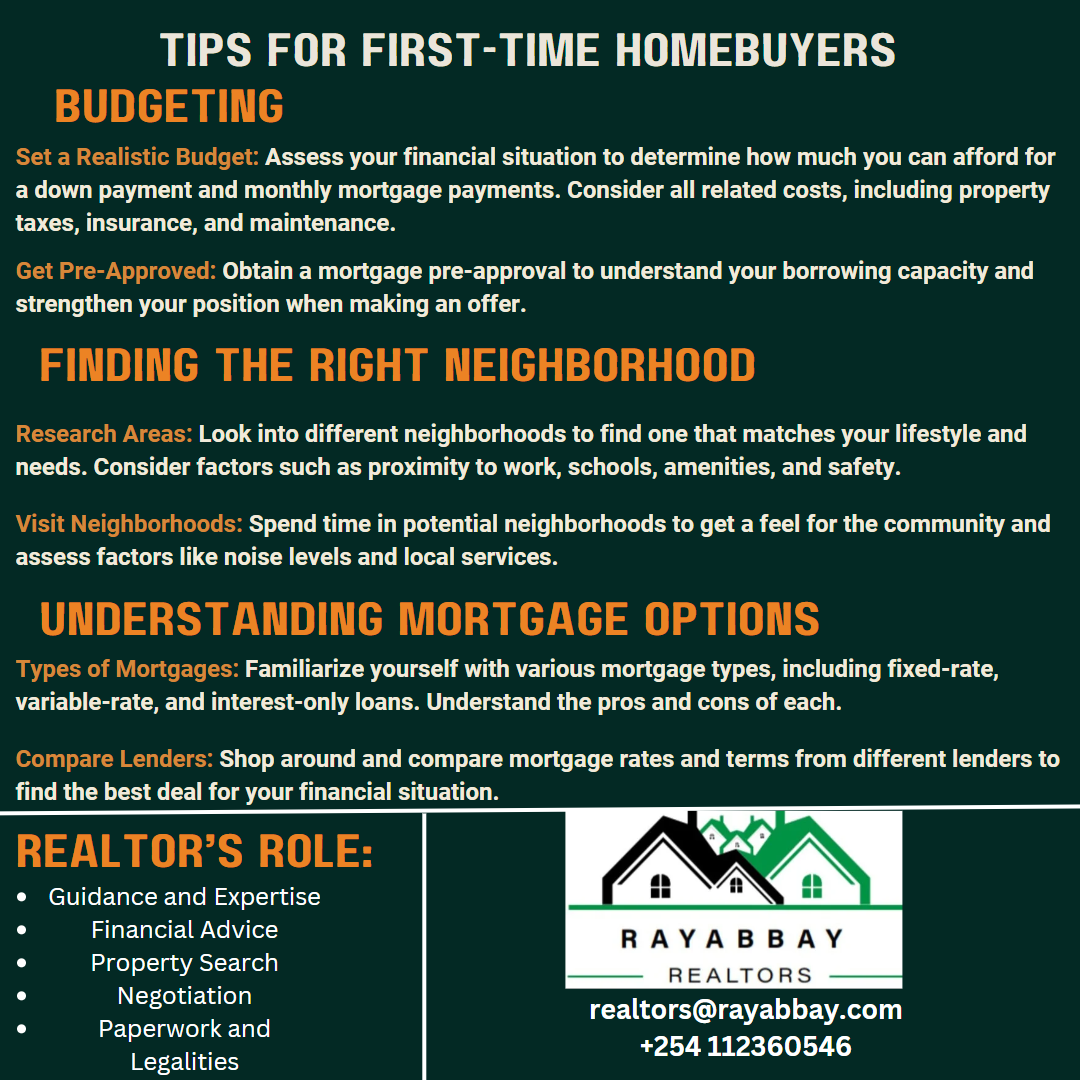 TIPS FOR FIRST-TIME HOMEBUYERS
BUDGETING
Set a Realistic Budget: Assess your financial situation to determine how much you can afford for
a down payment and monthly mortgage payments. Consider all related costs, including property
taxes, insurance, and maintenance.
Get Pre-Approved: Obtain a mortgage pre-approval to understand your borrowing capacity and
strengthen your position when making an offer.
FINDING THE RIGHT NEIGHBORHOOD
Research Areas: Look into different neighborhoods to find one that matches your lifestyle and
needs. Consider factors such as proximity to work, schools, amenities, and safety.
Visit Neighborhoods: Spend time in potential neighborhoods to get a feel for the community and
assess factors like noise levels and local services.
UNDERSTANDING MORTGAGE OPTIONS
Types of Mortgages: Familiarize yourself with various mortgage types, including fixed-rate,
variable-rate, and interest-only loans. Understand the pros and cons of each.
Compare Lenders: Shop around and compare mortgage rates and terms from different lenders to
find the best deal for your financial situation.
REALTOR'S ROLE:
• Guidance and Expertise
• Financial Advice
• Property Search
• Negotiation
• Paperwork and
Legalities
RAYABBAY
REALTORS
realtors@rayabbay.com
+254 112360546